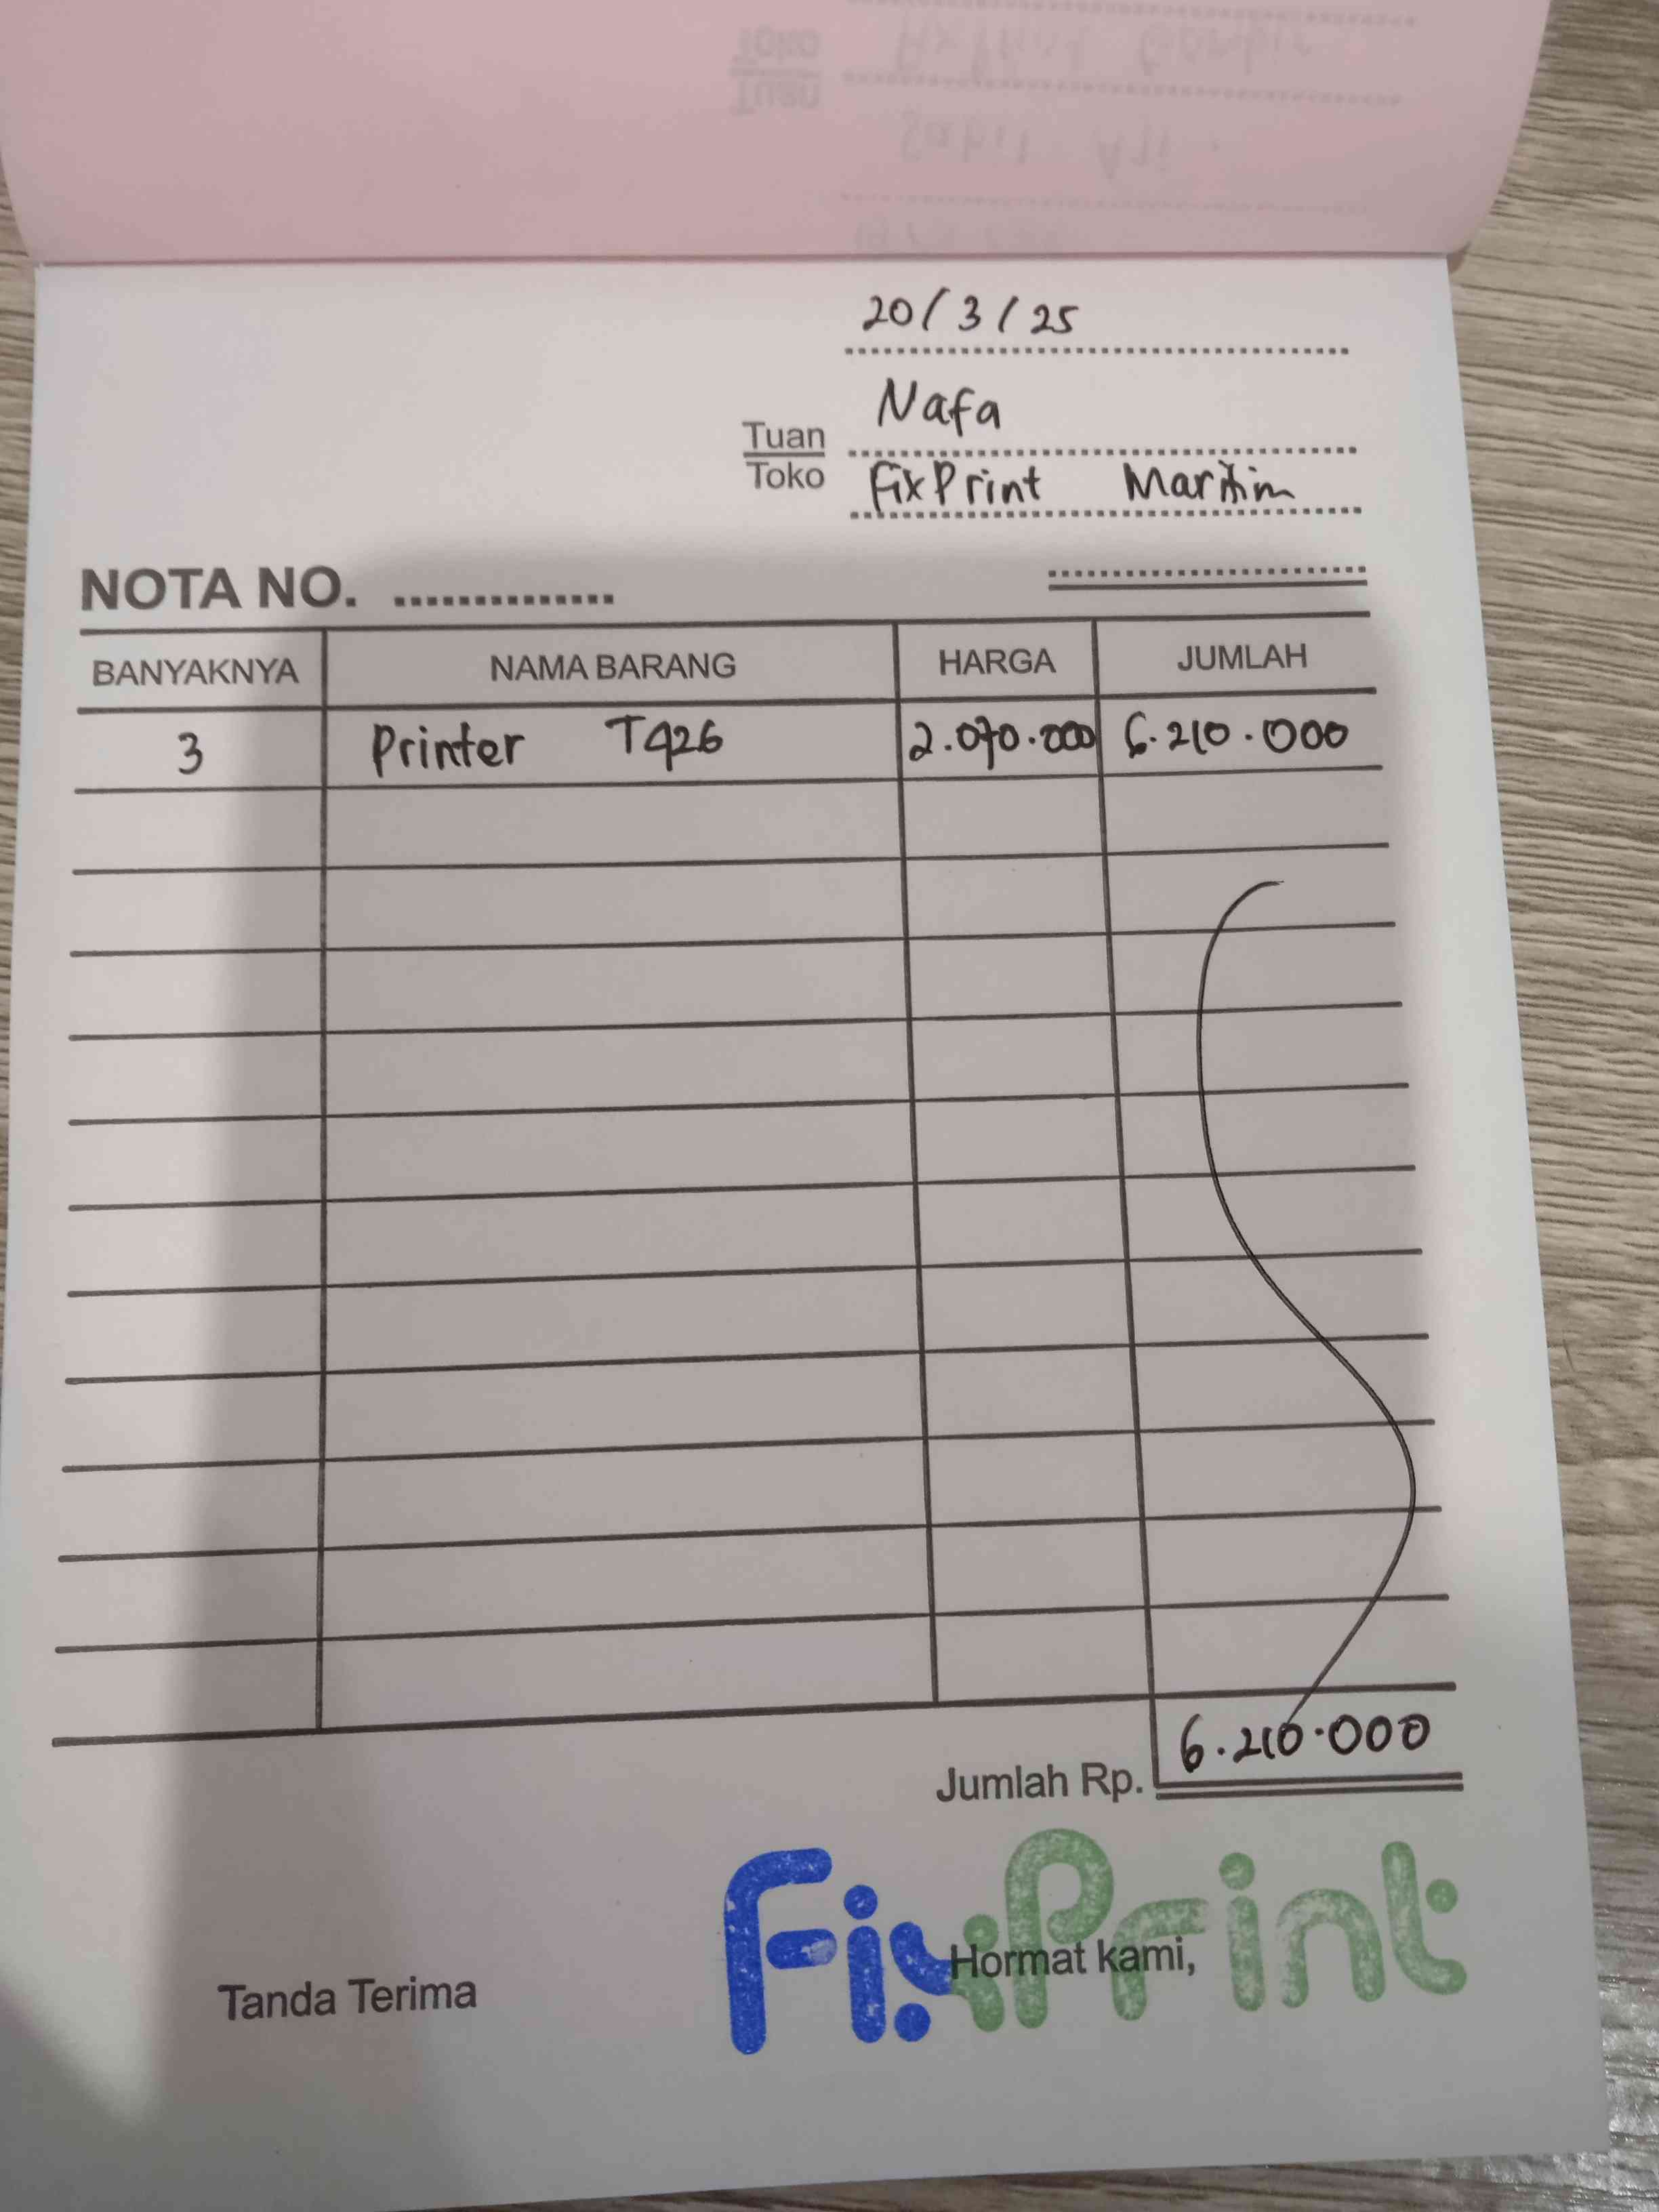 20/3/25
Nafa
Tuan
Toko
FixPrint Maritim
NOTA NO. ..............
BANYAKNYA NAMA BARANG HARGA JUMLAH
3 Printer T426 2.070.000 6.210.000
Jumlah Rp. 6.210.000
FixPrint
Tanda Terima Hormat kami,